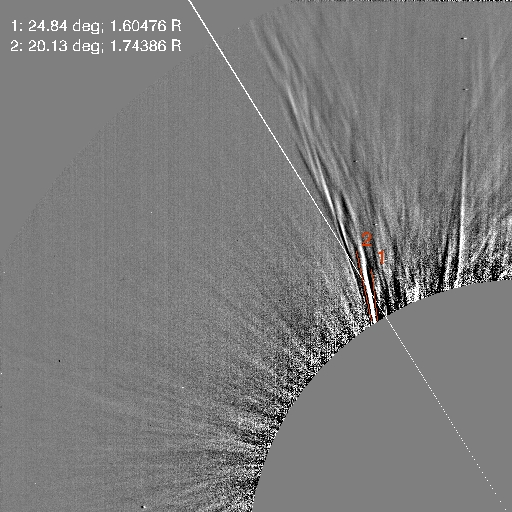 1: 24.84 deg; 1.60476 R
2: 20.13 deg; 1.74386 R
2
1